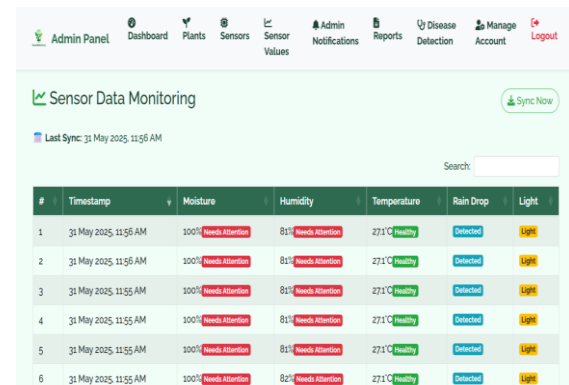 Admin Panel
Dashboard
Plants
Sensors
Sensor
Values
Admin
Notifications
Reports
Disease
Detection
Manage
Account
Logout
Sensor Data Monitoring
Sync Now
Last Sync: 31 May 2025, 11:56 AM
Search:
# Timestamp Moisture Humidity Temperature Rain Drop Light
1 31 May 2025, 11:56 AM 100% Needs Attention 81% Needs Attention 27.1°C Healthy Detected Light
2 31 May 2025, 11:56 AM 100% Needs Attention 81% Needs Attention 27.1°C Healthy Detected Light
3 31 May 2025, 11:55 AM 100% Needs Attention 81% Needs Attention 27.1°C Healthy Detected Light
4 31 May 2025, 11:55 AM 100% Needs Attention 81% Needs Attention 27.1°C Healthy Detected Light
5 31 May 2025, 11:55 AM 100% Needs Attention 81% Needs Attention 27.1°C Healthy Detected Light
6 31 May 2025, 11:55 AM 100% Needs Attention 82% Needs Attention 27.1°C Healthy Detected Light